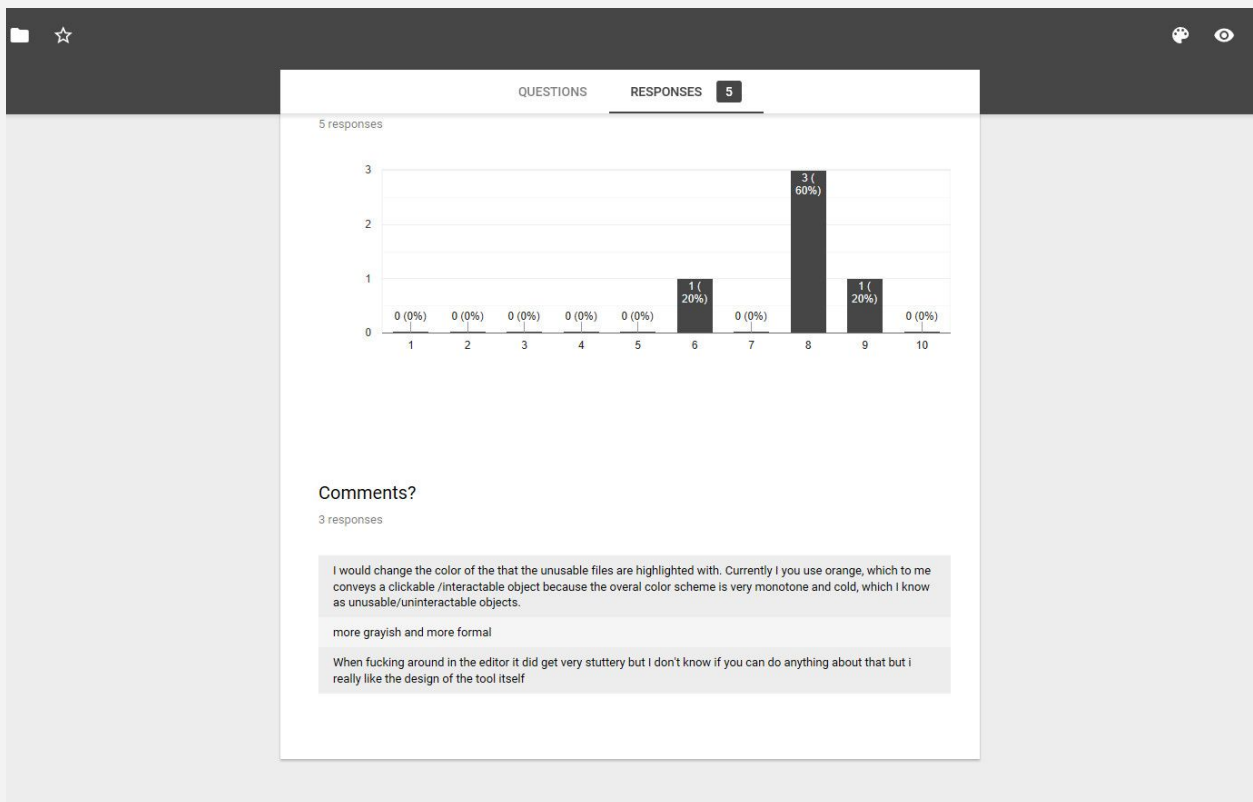 QUESTIONS RESPONSES 5
5 responses
3
2
1
0
3 (
60%)
1 (
20%)
1 (
20%)
0 (0%) 0 (0%) 0 (0%) 0 (0%) 0 (0%) 0 (0%) 0 (0%)
1 2 3 4 5 6 7 8 9 10
Comments?
3 responses
I would change the color of the that the unusable files are highlighted with. Currently I you use orange, which to me
conveys a clickable /interactable object because the overal color scheme is very monotone and cold, which I know
as unusable/uninteractable objects.
more grayish and more formal
When fucking around in the editor it did get very stuttery but I don't know if you can do anything about that but i
really like the design of the tool itself